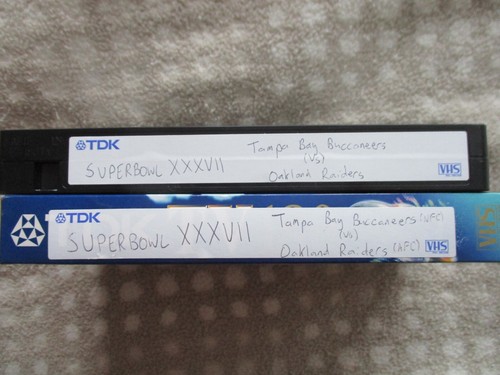 TDK
SUPERBOWL XXXVII
Tampa Bay Buccaneers
(VS)
Oakland Raiders
VHS
TDK
SUPERBOWL XXXVII
Tampa Bay Buccaneers (NFC)
(VS)
Oakland Raiders (AFC)
VHS
VHS